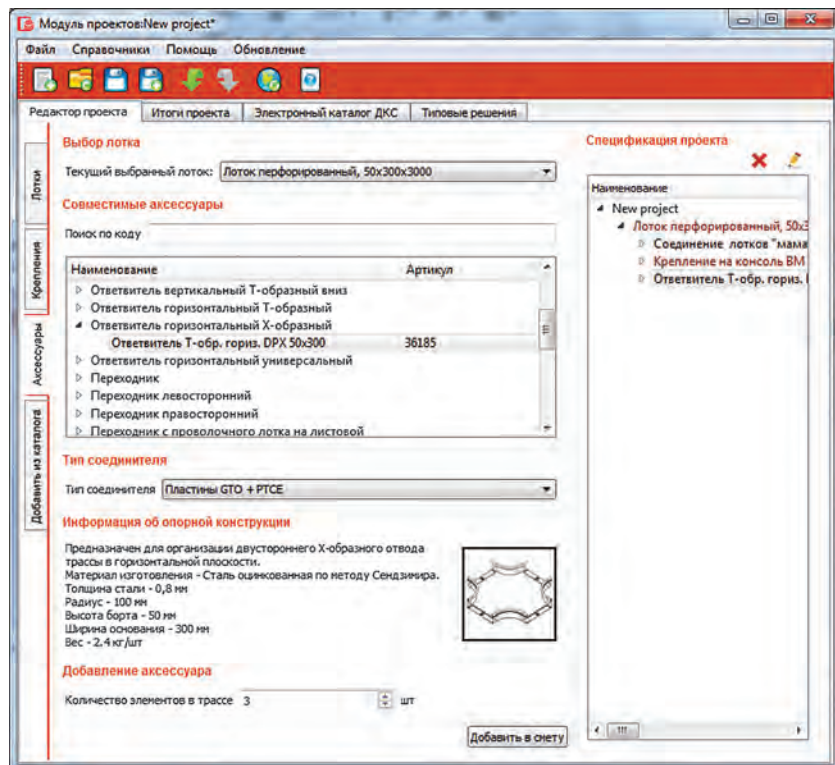 Модуль проектов:New project*
Файл Справочники Помощь Обновление
Редактор проекта Итоги проекта Электронный каталог ДКС Типовые решения
Лотки
Крепления
Аксессуары
Добавить из каталога
Выбор лотка
Текущий выбранный лоток: Лоток перфорированный, 50x300x3000
Совместимые аксессуары
Поиск по коду
Наименование Артикул
Ответвитель вертикальный Т-образный вниз
Ответвитель горизонтальный Т-образный
Ответвитель горизонтальный Х-образный
Ответвитель Т-обр. гориз. DPX 50x300 36185
Ответвитель горизонтальный универсальный
Переходник
Переходник левосторонний
Переходник правосторонний
Переходник с проволочного лотка на листовой
Тип соединителя
Тип соединителя Пластины GTO + PTCE
Информация об опорной конструкции
Предназначен для организации двустороннего Х-образного отвода
трассы в горизонтальной плоскости.
Материал изготовления - Сталь оцинкованная по методу Сендзимира.
Толщина стали - 0,8 мм
Радиус - 100 мм
Высота борта - 50 мм
Ширина основания - 300 мм
Вес - 2.4 кг/шт
Добавление аксессуара
Количество элементов в трассе 3 шт
Добавить в смету
Спецификация проекта
Наименование
New project
Лоток перфорированный, 50x3
Соединение лотков "мама
Крепление на консоль BM
Ответвитель Т-обр. гориз.